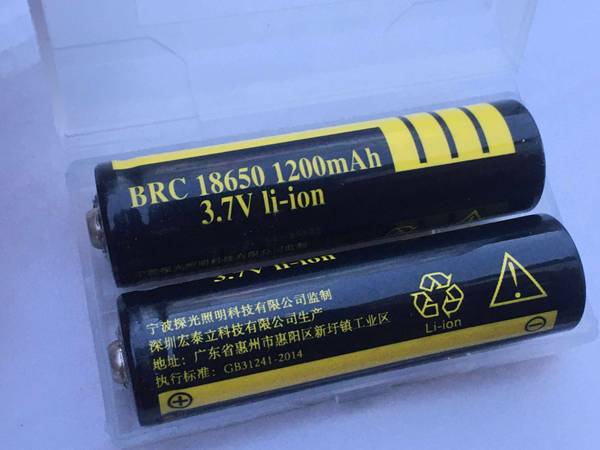 BRC 18650 1200mAh
3.7V li-ion
3.7V li-ion
宁波探光照明科技有限公司监制
深圳宏泰立科技有限公司生产
地址：广东省惠州市惠阳区新圩镇工业区
执行标准：GB31241-2014
Li-ion